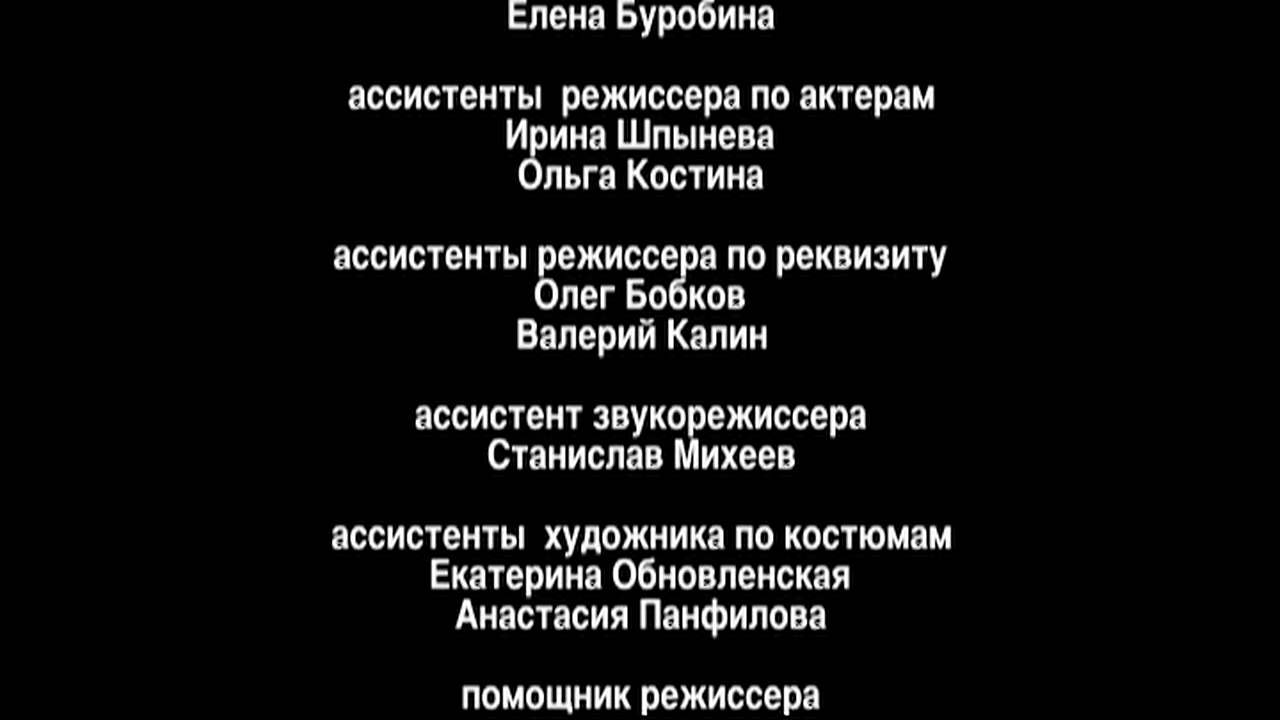 Елена Буробина
ассистенты режиссера по актерам
Ирина Шпынева
Ольга Костина
ассистенты режиссера по реквизиту
Олег Бобков
Валерий Калин
ассистент звукорежиссера
Станислав Михеев
ассистенты художника по костюмам
Екатерина Обновленская
Анастасия Панфилова
помощник режиссера